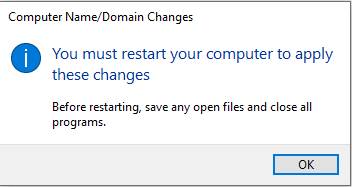 Computer Name/Domain Changes
You must restart your computer to apply
these changes
Before restarting, save any open files and close all
programs.
OK